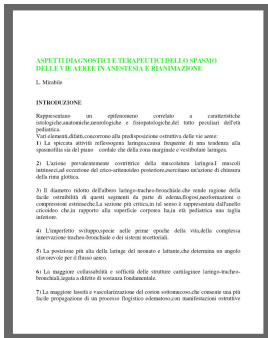 ASPETTI DIAGNOSTICI E TERAPEUTICI DELLO SPASMO
DELLE VIE AEREE IN ANESTESIA E RIANIMAZIONE
L. Mirabile
INTRODUZIONE
Rappresentano un epifenomeno correlato a caratteristiche
istologiche,anatomiche,neurologiche e fisiopatologiche,del tutto peculiari dell'età
pediatrica.
Vari elementi,difatti,concorrono alla predisposizione ostruttiva delle vie aeree:
1) La spiccata attività reflessogena laringea,causa frequente di una tendenza alla
spasmofilia sia del piano cordale che della zona marginale e vestibolare laringea.
2) L'azione prevalentemente costrittrice della muscolatura laringea.I muscoli
intrinseci,ad eccezione del crico-aritenoideo posteriore,esercitano un'azione di chiusura
della rima glottica.
3) Il diametro ridotto dell'albero laringo-tracheo-bronchiale,che rende ragione della
facile ostruibilità di questi segmenti da parte di edema,flogosi,neoformazioni o
compressioni estrinseche.La sezione più critica,in tal senso è rappresentata dall'anello
cricoideo che,in rapporto alla superficie corporea ha,in età pediatrica una taglia
inferiore.
4) L'imperfetto sviluppo,specie nelle prime epoche della vita,della complessa
innervazione tracheo-bronchiale e dei sistemi recettoriali.
5) La posizione più alta della laringe del neonato e lattante,che determina un angolo
sfavorevole per il flusso aereo.
6) La maggiore collassabilità e sofficità delle strutture cartilaginee laringo-tracheo-
bronchiali,legata a difetto di sostanza fondamentale.
7) La maggiore lassità e vascolarizzazione del corion sottomucoso,che consente una più
facile propagazione di un processo flogistico edematoso,con manifestazioni ostruttive